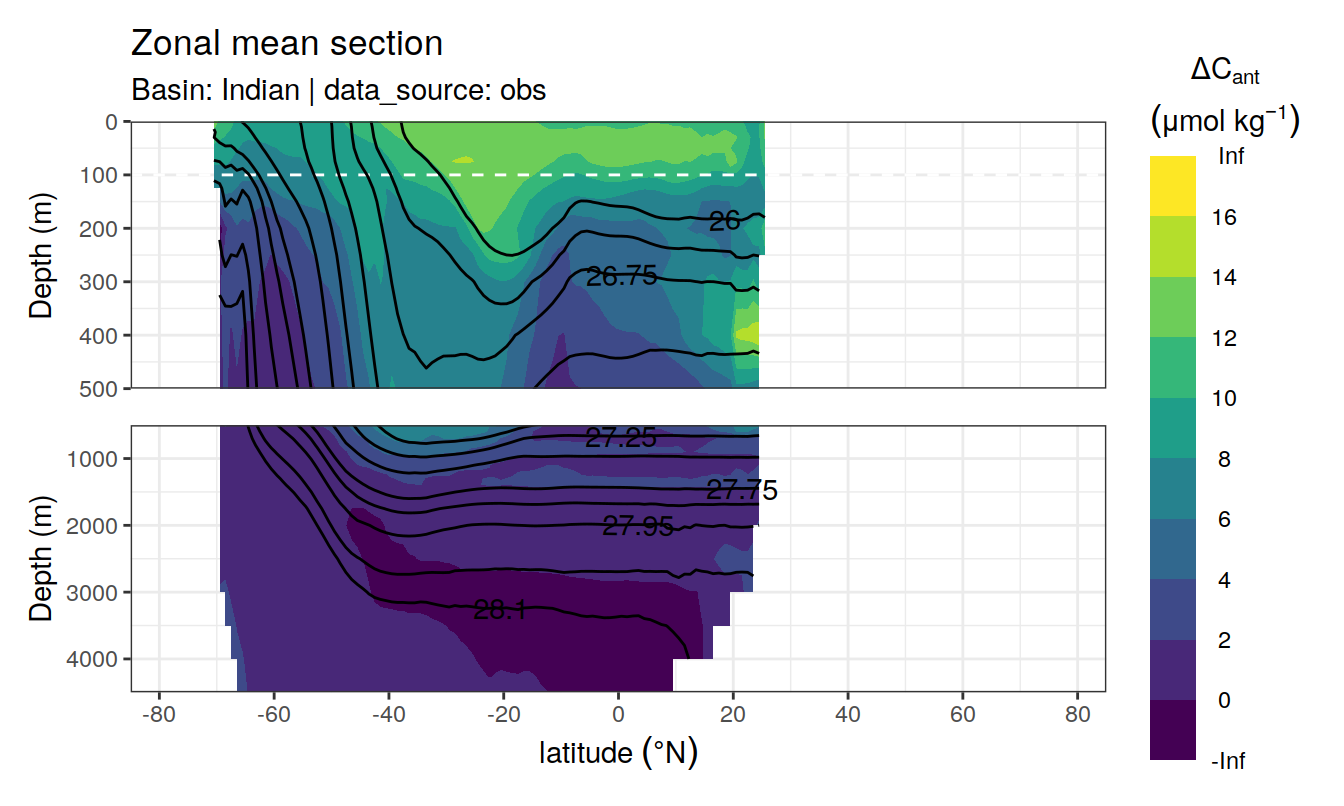 Zonal mean section
Basin: Indian | data_source: obs
ΔCant
(μmol kg⁻¹)
Inf
16
14
12
10
8
6
4
2
0
-Inf
Depth (m)
0
100
200
300
400
500
26
26.75
Depth (m)
1000
2000
3000
4000
27.25
27.75
27.95
28.1
-80 -60 -40 -20 0 20 40 60 80
latitude (°N)